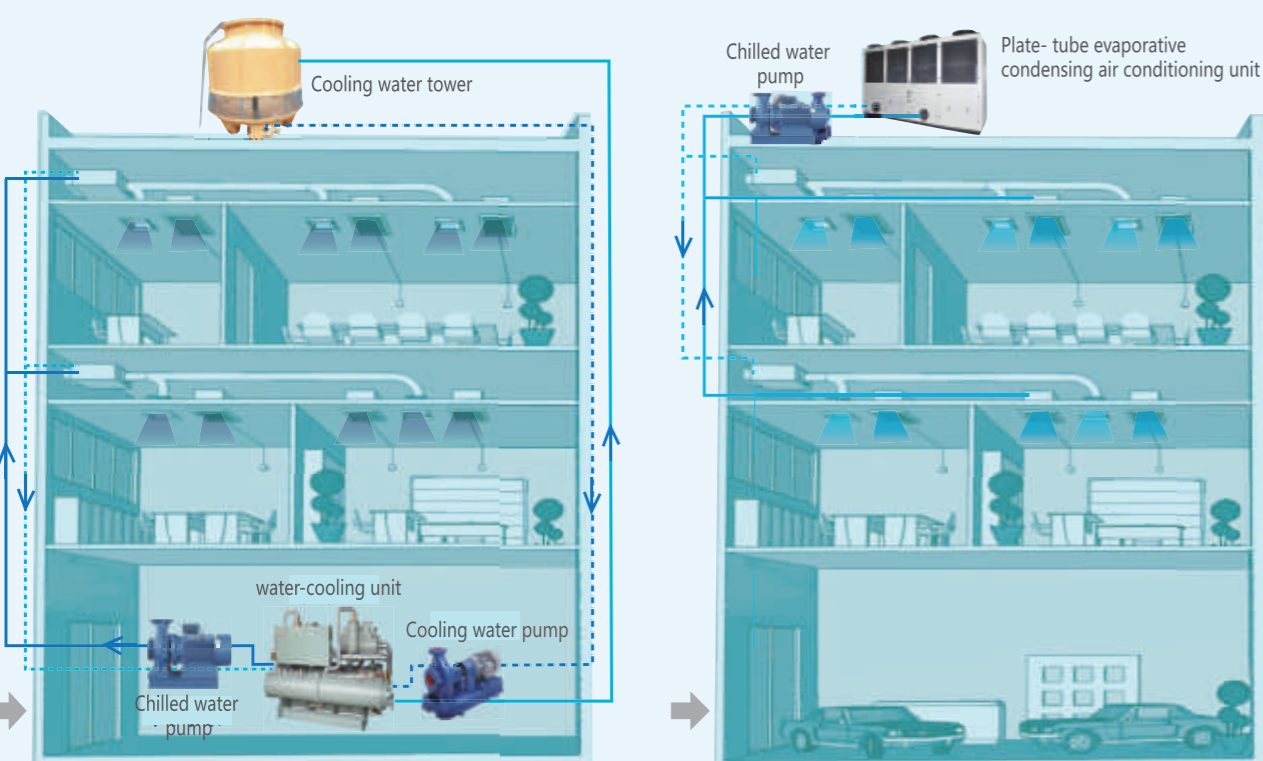 Cooling water tower
water-cooling unit
Cooling water pump
Chilled water
pump
Chilled water
pump
Plate- tube evaporative
condensing air conditioning unit